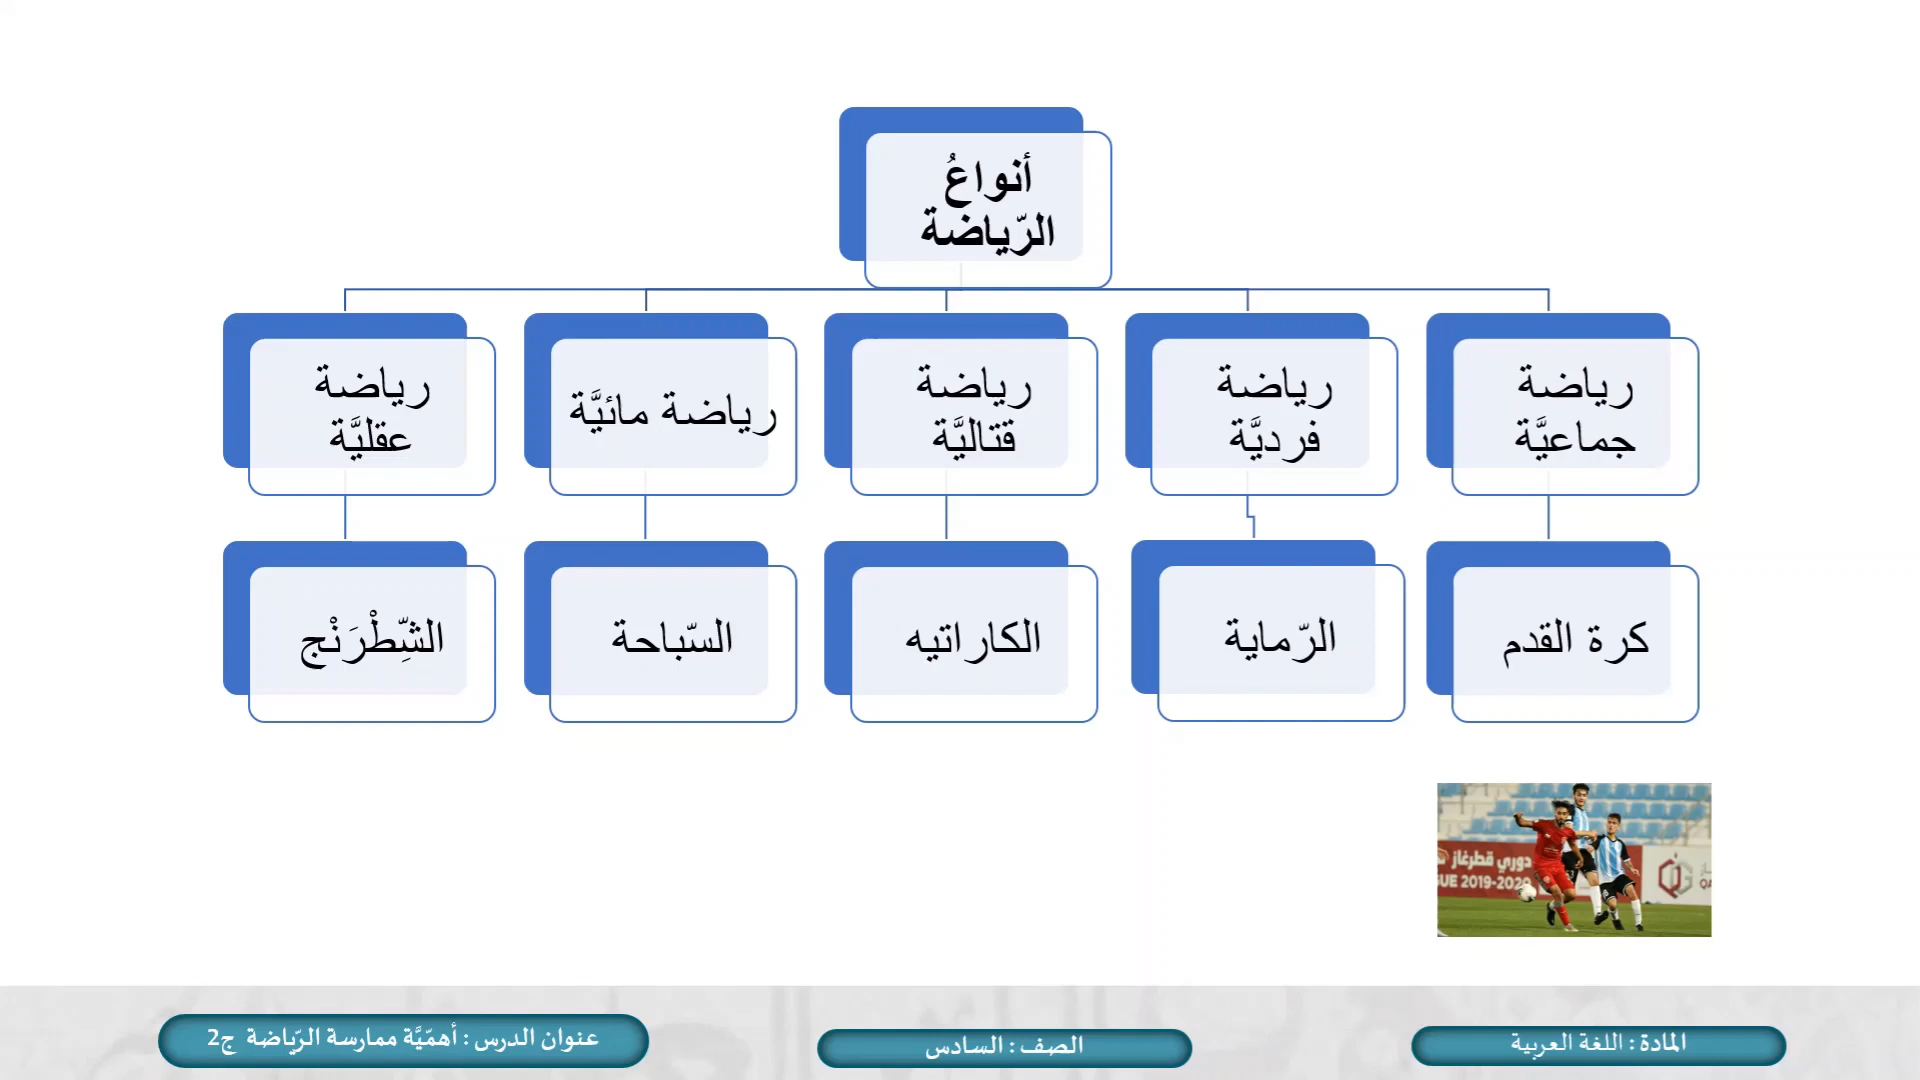 أنواعُ
الرّياضة
رياضة
جماعيَّة
رياضة
فرديَّة
رياضة
قتاليَّة
رياضة مائيَّة
رياضة
عقليَّة
كرة القدم
الرّماية
الكاراتيه
السّباحة
الشِّطْرَنْج
دوري قطرغاز
GUE 2019-2020
المادة : اللغة العربية
الصف : السادس
عنوان الدرس : أهمّيَّة ممارسة الرّياضة ج2